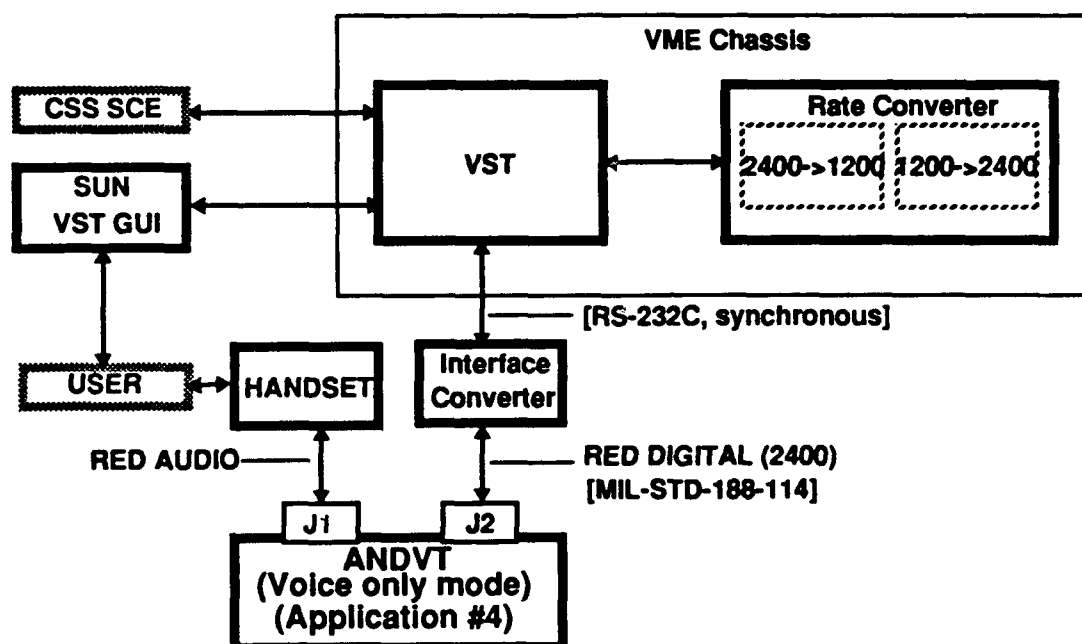 VME Chassis
CSS SCE
VST
Rate Converter
2400->1200
1200->2400
SUN
VST GUI
[RS-232C, synchronous]
USER
HANDSET
Interface
Converter
RED AUDIO
RED DIGITAL (2400)
[MIL-STD-188-114]
J1
J2
ANDVT
(Voice only mode)
(Application #4)